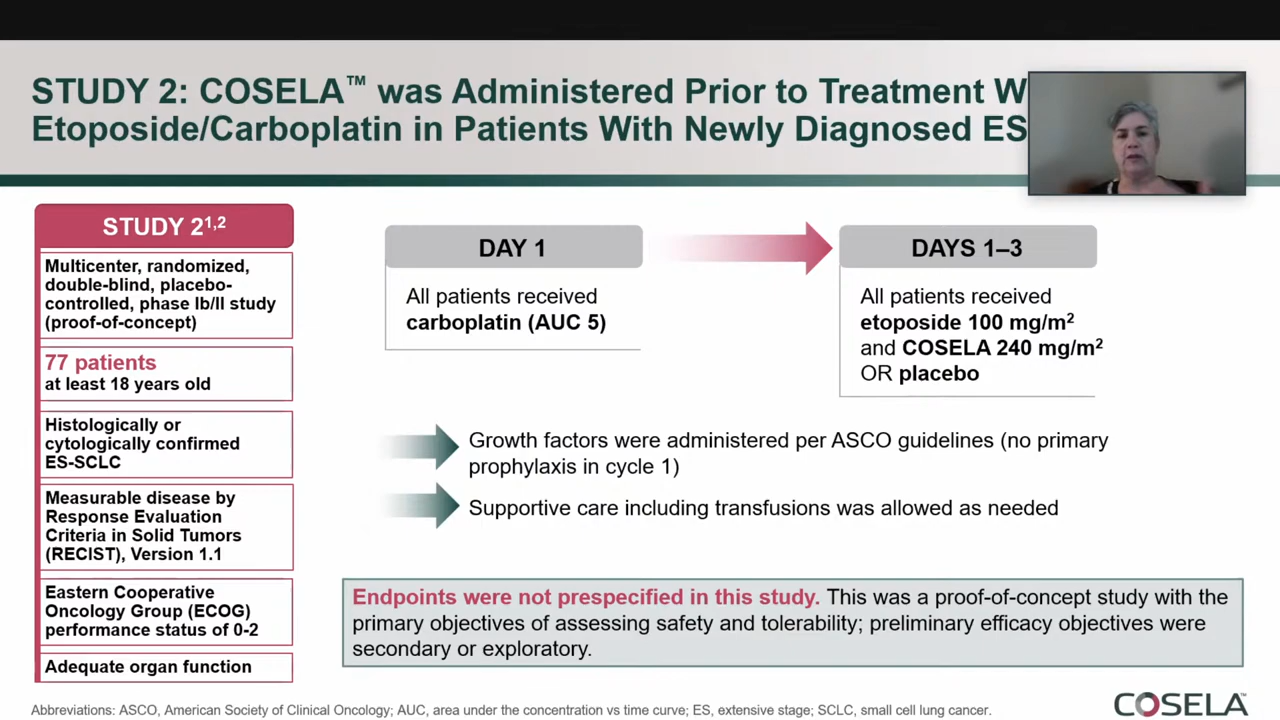 STUDY 2: COSELA™ was Administered Prior to Treatment W
Etoposide/Carboplatin in Patients With Newly Diagnosed ES
STUDY 2¹,²
Multicenter, randomized,
double-blind, placebo-
controlled, phase Ib/II study
(proof-of-concept)
77 patients
at least 18 years old
Histologically or
cytologically confirmed
ES-SCLC
Measurable disease by
Response Evaluation
Criteria in Solid Tumors
(RECIST), Version 1.1
Eastern Cooperative
Oncology Group (ECOG)
performance status of 0-2
Adequate organ function
DAY 1
All patients received
carboplatin (AUC 5)
DAYS 1–3
All patients received
etoposide 100 mg/m²
and COSELA 240 mg/m²
OR placebo
Growth factors were administered per ASCO guidelines (no primary
prophylaxis in cycle 1)
Supportive care including transfusions was allowed as needed
Endpoints were not prespecified in this study. This was a proof-of-concept study with the
primary objectives of assessing safety and tolerability; preliminary efficacy objectives were
secondary or exploratory.
Abbreviations: ASCO, American Society of Clinical Oncology; AUC, area under the concentration vs time curve; ES, extensive stage; SCLC, small cell lung cancer.
COSELA™